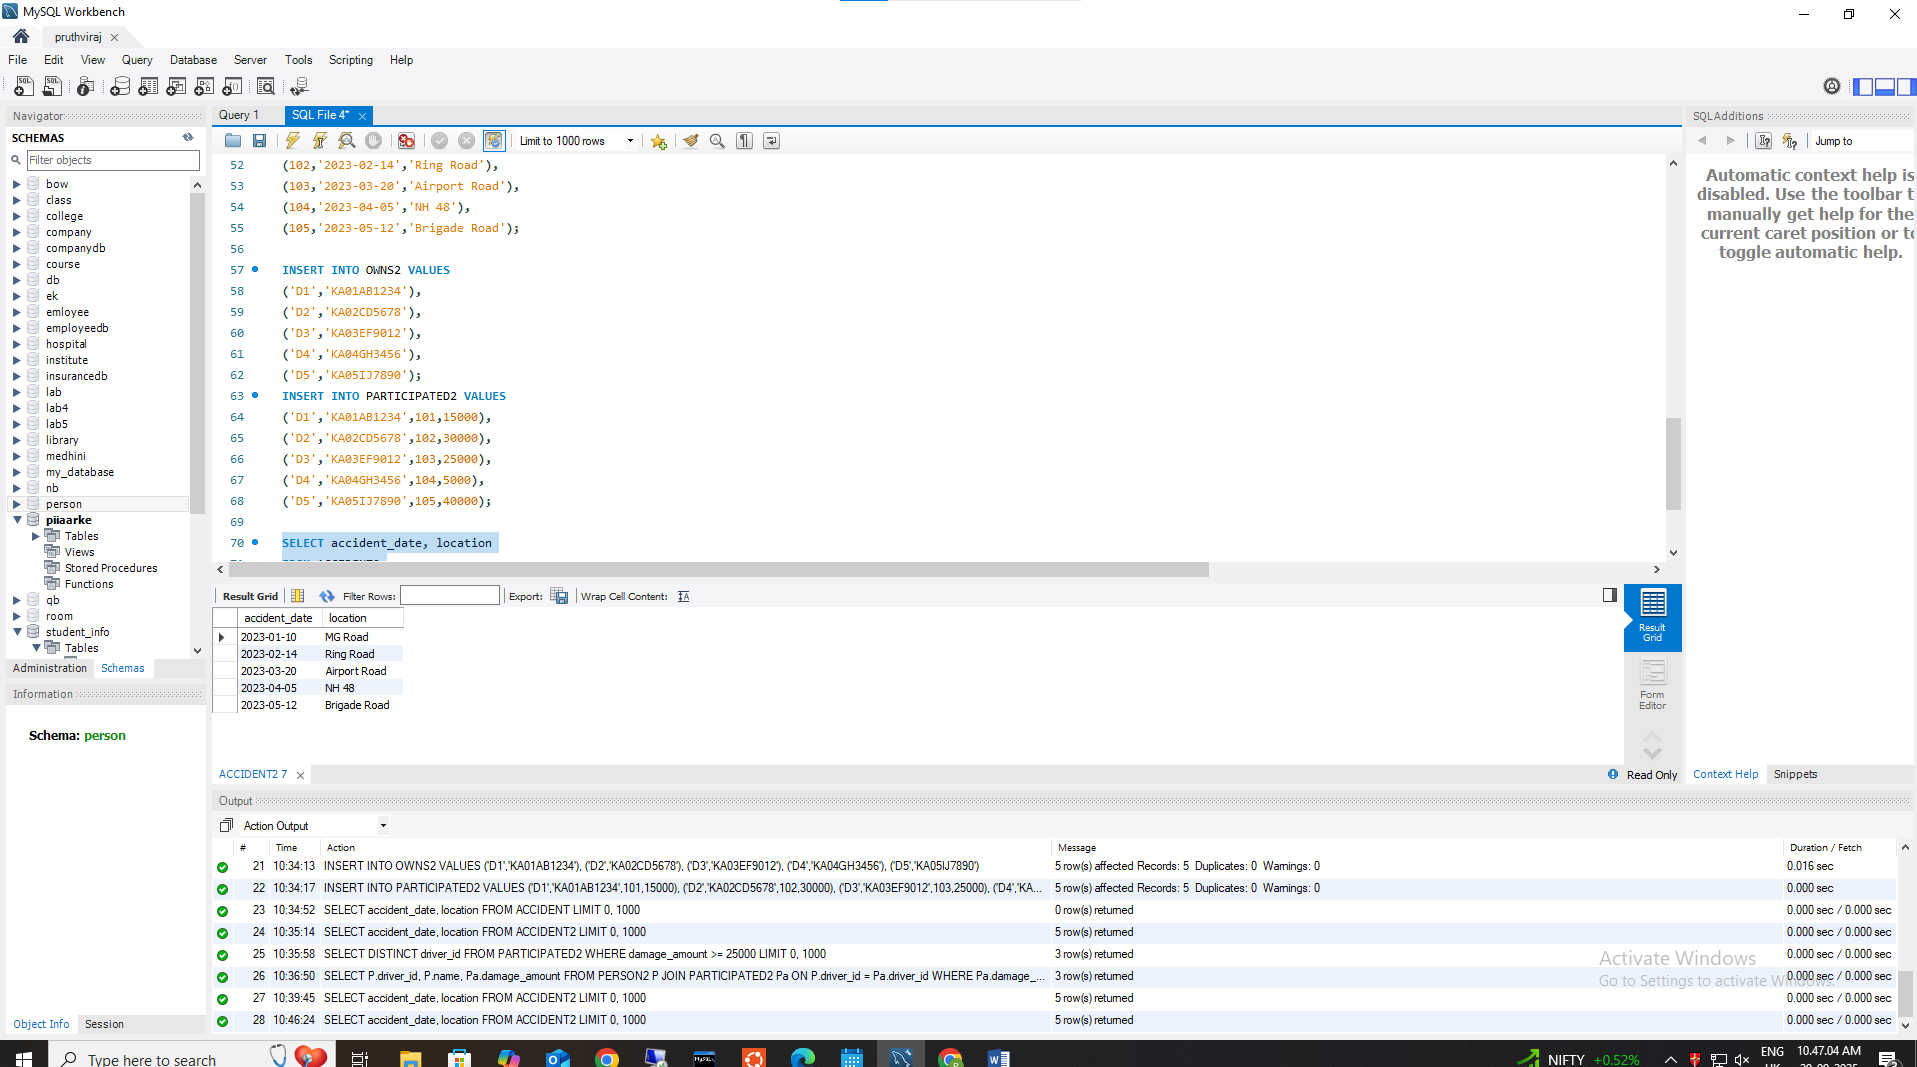 MySQL Workbench
pruthviraj
File Edit View Query Database Server Tools Scripting Help
Navigator
SCHEMAS
Filter objects
bow
class
college
company
companydb
course
db
ek
emloyee
employeedb
hospital
institute
insurancedb
lab
lab4
lab5
library
medhini
my_database
nb
person
piiaarke
Tables
Views
Stored Procedures
Functions
qb
room
student_info
Tables
Administration Schemas
Information
Schema: person
Object Info Session
Query 1 SQL File 4*
Limit to 1000 rows
52 (102,'2023-02-14','Ring Road'),
53 (103,'2023-03-20','Airport Road'),
54 (104,'2023-04-05','NH 48'),
55 (105,'2023-05-12','Brigade Road');
56
57 INSERT INTO OWNS2 VALUES
58 ('D1','KA01AB1234'),
59 ('D2','KA02CD5678'),
60 ('D3','KA03EF9012'),
61 ('D4','KA04GH3456'),
62 ('D5','KA05IJ7890');
63 INSERT INTO PARTICIPATED2 VALUES
64 ('D1','KA01AB1234',101,15000),
65 ('D2','KA02CD5678',102,30000),
66 ('D3','KA03EF9012',103,25000),
67 ('D4','KA04GH3456',104,5000),
68 ('D5','KA05IJ7890',105,40000);
69
70 SELECT accident_date, location
Result Grid Filter Rows: Export: Wrap Cell Content:
accident_date location
2023-01-10 MG Road
2023-02-14 Ring Road
2023-03-20 Airport Road
2023-04-05 NH 48
2023-05-12 Brigade Road
Result Grid
Form Editor
ACCIDENT2 7
Read Only
SQLAdditions
Jump to
Automatic context help is
disabled. Use the toolbar t
manually get help for the
current caret position or to
toggle automatic help.
Context Help Snippets
Output
Action Output
# Time Action Message Duration / Fetch
21 10:34:13 INSERT INTO OWNS2 VALUES ('D1','KA01AB1234'), ('D2','KA02CD5678'), ('D3','KA03EF9012'), ('D4','KA04GH3456'), ('D5','KA05IJ7890') 5 row(s) affected Records: 5 Duplicates: 0 Warnings: 0 0.016 sec
22 10:34:17 INSERT INTO PARTICIPATED2 VALUES ('D1','KA01AB1234',101,15000), ('D2','KA02CD5678',102,30000), ('D3','KA03EF9012',103,25000), ('D4','KA... 5 row(s) affected Records: 5 Duplicates: 0 Warnings: 0 0.000 sec
23 10:34:52 SELECT accident_date, location FROM ACCIDENT LIMIT 0, 1000 0 row(s) returned 0.000 sec / 0.000 sec
24 10:35:14 SELECT accident_date, location FROM ACCIDENT2 LIMIT 0, 1000 5 row(s) returned 0.000 sec / 0.000 sec
25 10:35:58 SELECT DISTINCT driver_id FROM PARTICIPATED2 WHERE damage_amount >= 25000 LIMIT 0, 1000 3 row(s) returned 0.000 sec / 0.000 sec
26 10:36:50 SELECT P.driver_id, P.name, Pa.damage_amount FROM PERSON2 P JOIN PARTICIPATED2 Pa ON P.driver_id = Pa.driver_id WHERE Pa.damage_... 3 row(s) returned 0.000 sec / 0.000 sec
27 10:39:45 SELECT accident_date, location FROM ACCIDENT2 LIMIT 0, 1000 5 row(s) returned 0.000 sec / 0.000 sec
28 10:46:24 SELECT accident_date, location FROM ACCIDENT2 LIMIT 0, 1000 5 row(s) returned 0.000 sec / 0.000 sec
Activate Windows
Go to Settings to activate Windows.
Type here to search
NIFTY +0.52%
ENG
10.47.04 AM